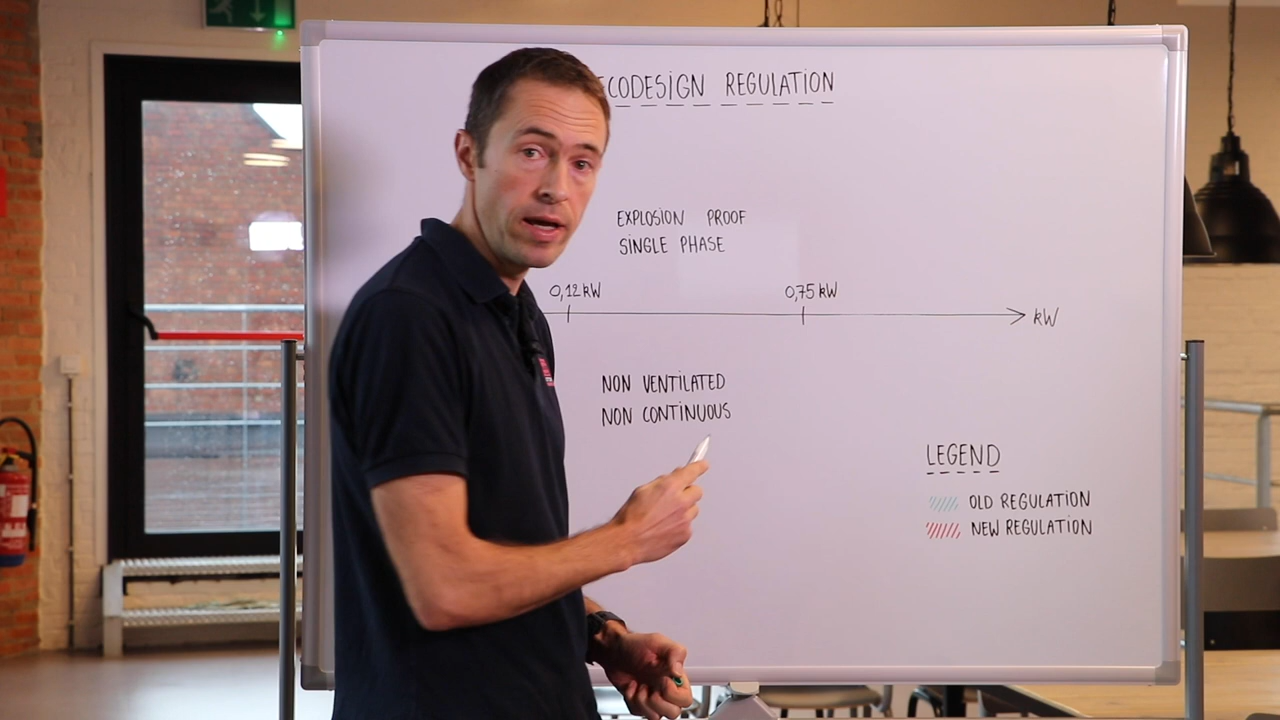 CODESIGN REGULATION
EXPLOSION PROOF
SINGLE PHASE
0,12 kW
0,75 kW
kW
NON VENTILATED
NON CONTINUOUS
LEGEND
OLD REGULATION
NEW REGULATION